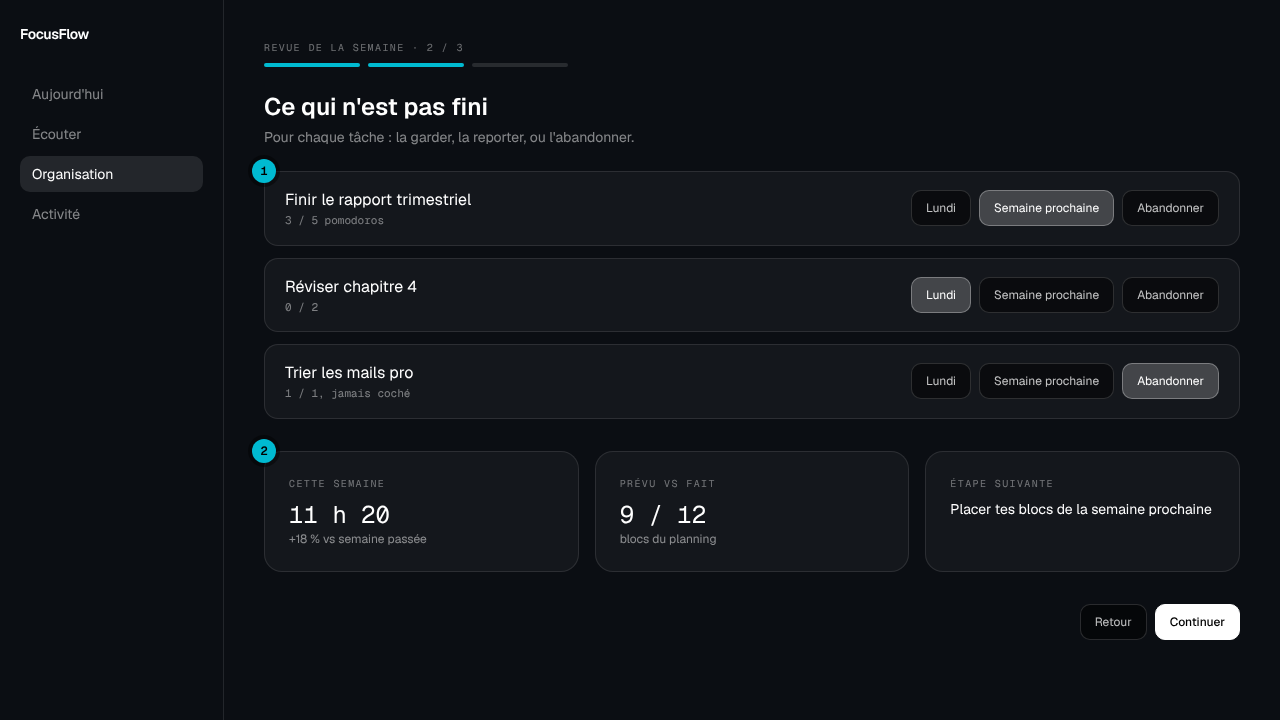 FocusFlow
Aujourd'hui
Écouter
Organisation
Activité
REVUE DE LA SEMAINE · 2 / 3
Ce qui n'est pas fini
Pour chaque tâche : la garder, la reporter, ou l'abandonner.
1
Finir le rapport trimestriel
3 / 5 pomodoros
Lundi
Semaine prochaine
Abandonner
Réviser chapitre 4
0 / 2
Lundi
Semaine prochaine
Abandonner
Trier les mails pro
1 / 1, jamais coché
Lundi
Semaine prochaine
Abandonner
2
CETTE SEMAINE
11 h 20
+18 % vs semaine passée
PRÉVU VS FAIT
9 / 12
blocs du planning
ÉTAPE SUIVANTE
Placer tes blocs de la semaine prochaine
Retour
Continuer